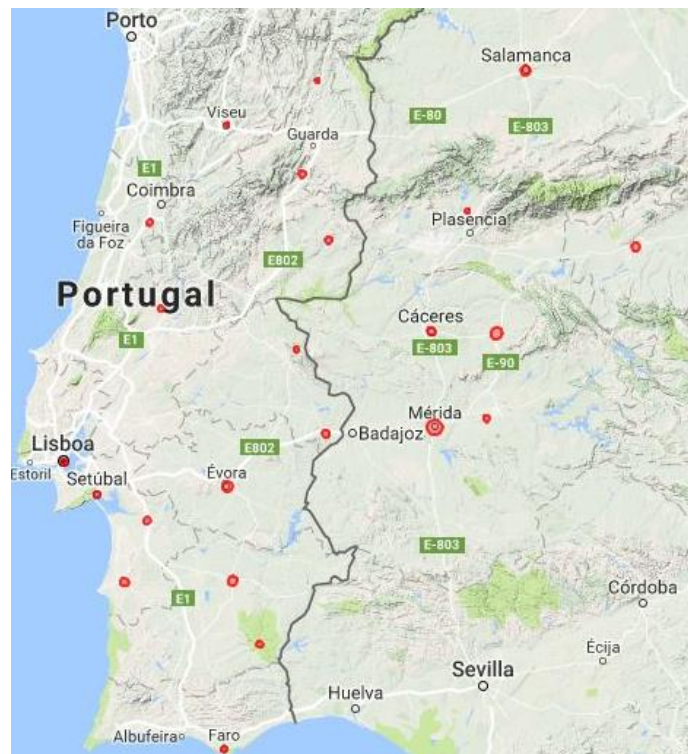 Porto
Salamanca
Viseu
E-80
E-803
Guarda
E1
Coimbra
Plasencia
Figueira
da Foz
E802
Portugal
Cáceres
E1
E-803
E-90
Mérida
E802
Badajoz
Lisboa
Estoril
Setúbal
Évora
E-803
E1
Córdoba
Écija
Sevilla
Huelva
Albufeira
Faro